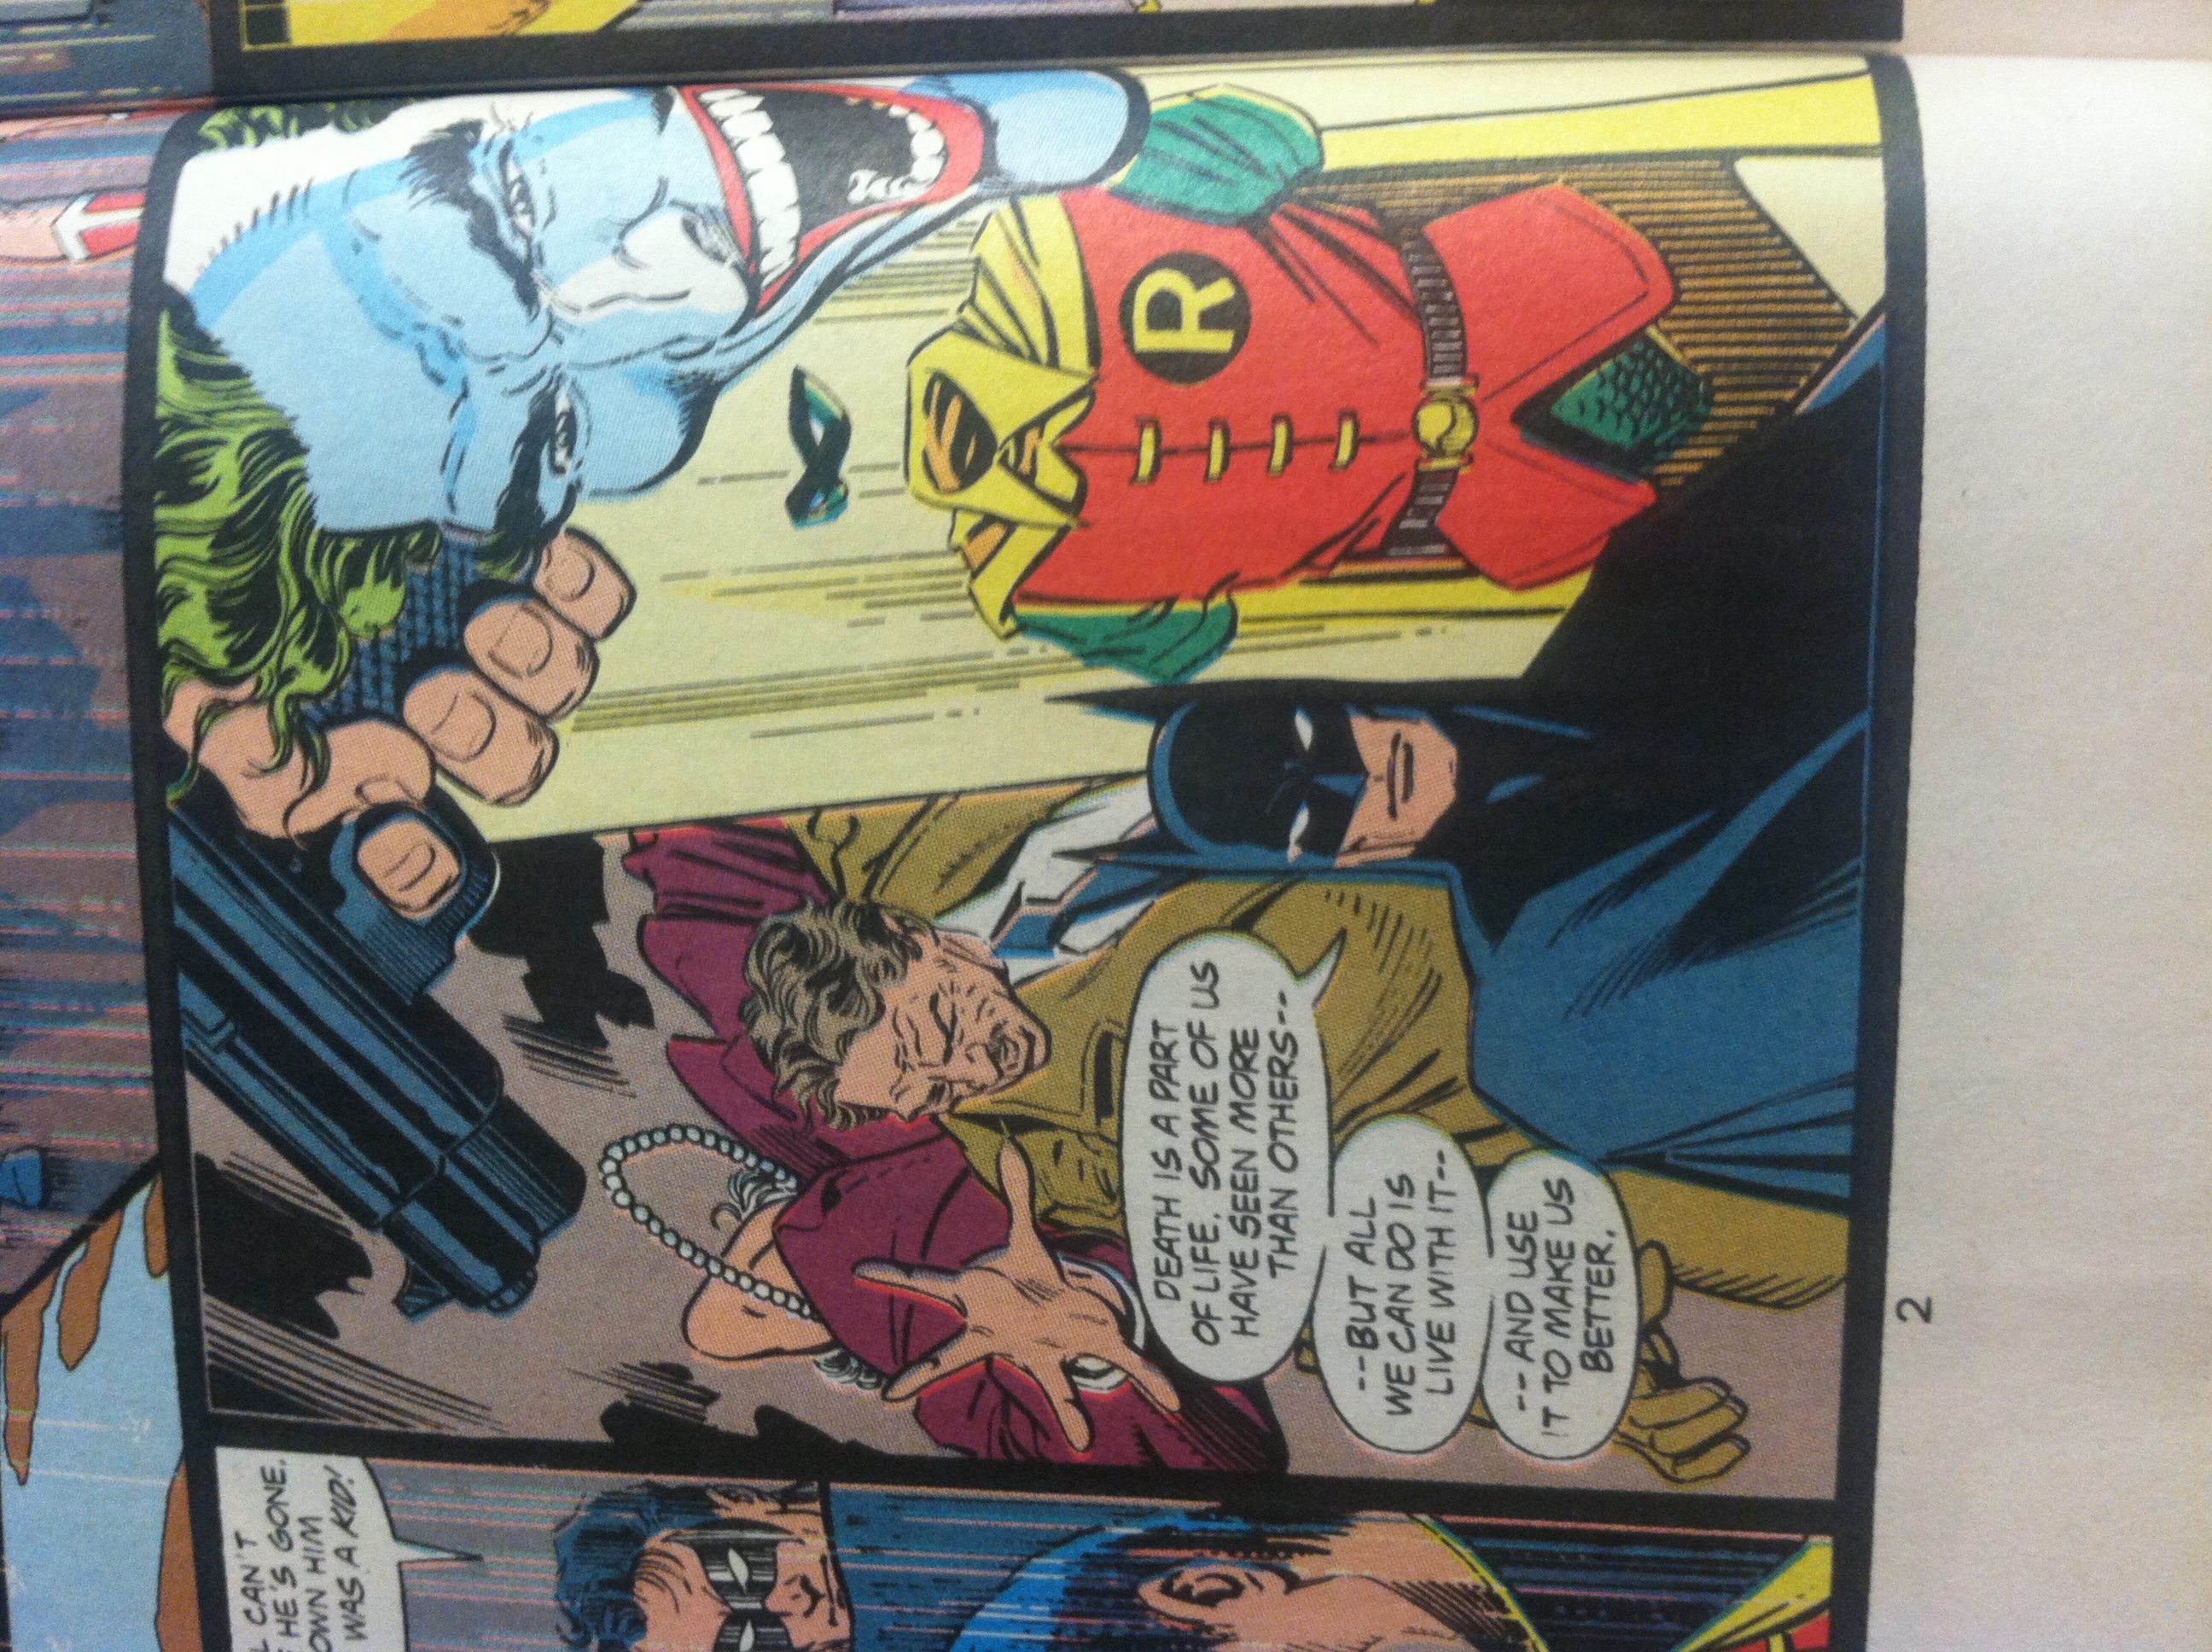 CAN'T
HE'S GONE.
OWN HIM
WAS A KID!
DEATH IS A PART
OF LIFE. SOME OF US
HAVE SEEN MORE
THAN OTHERS--
--BUT ALL
WE CAN DO IS
LIVE WITH IT--
--AND USE
IT TO MAKE US
BETTER.
R
2